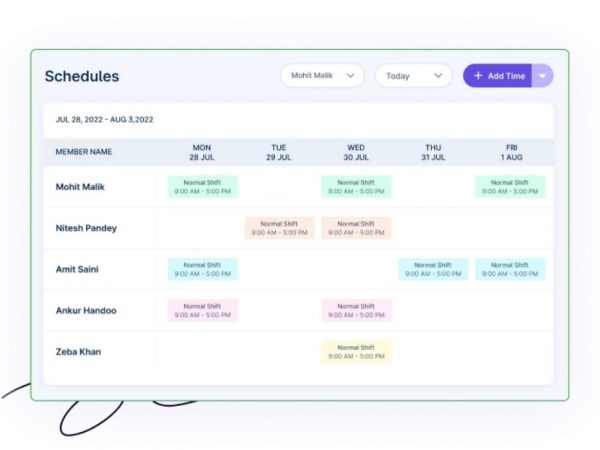 Schedules
Mohit Malik
Today
+ Add Time
JUL 28, 2022 - AUG 3,2022
MEMBER NAME
MON
28 JUL
TUE
29 JUL
WED
30 JUL
THU
31 JUL
FRI
1 AUG
Mohit Malik
Normal Shift
9:00 AM - 5:00 PM
Normal Shift
9:00 AM - 5:00 PM
Normal Shift
9:00 AM - 5:00 PM
Nitesh Pandey
Normal Shift
9:00 AM - 5:00 PM
Normal Shift
9:00 AM - 5:00 PM
Amit Saini
Normal Shift
9:00 AM - 5:00 PM
Normal Shift
9:00 AM - 5:00 PM
Normal Shift
9:00 AM - 5:00 PM
Ankur Handoo
Normal Shift
9:00 AM - 5:00 PM
Normal Shift
9:00 AM - 5:00 PM
Zeba Khan
Normal Shift
9:00 AM - 5:00 PM